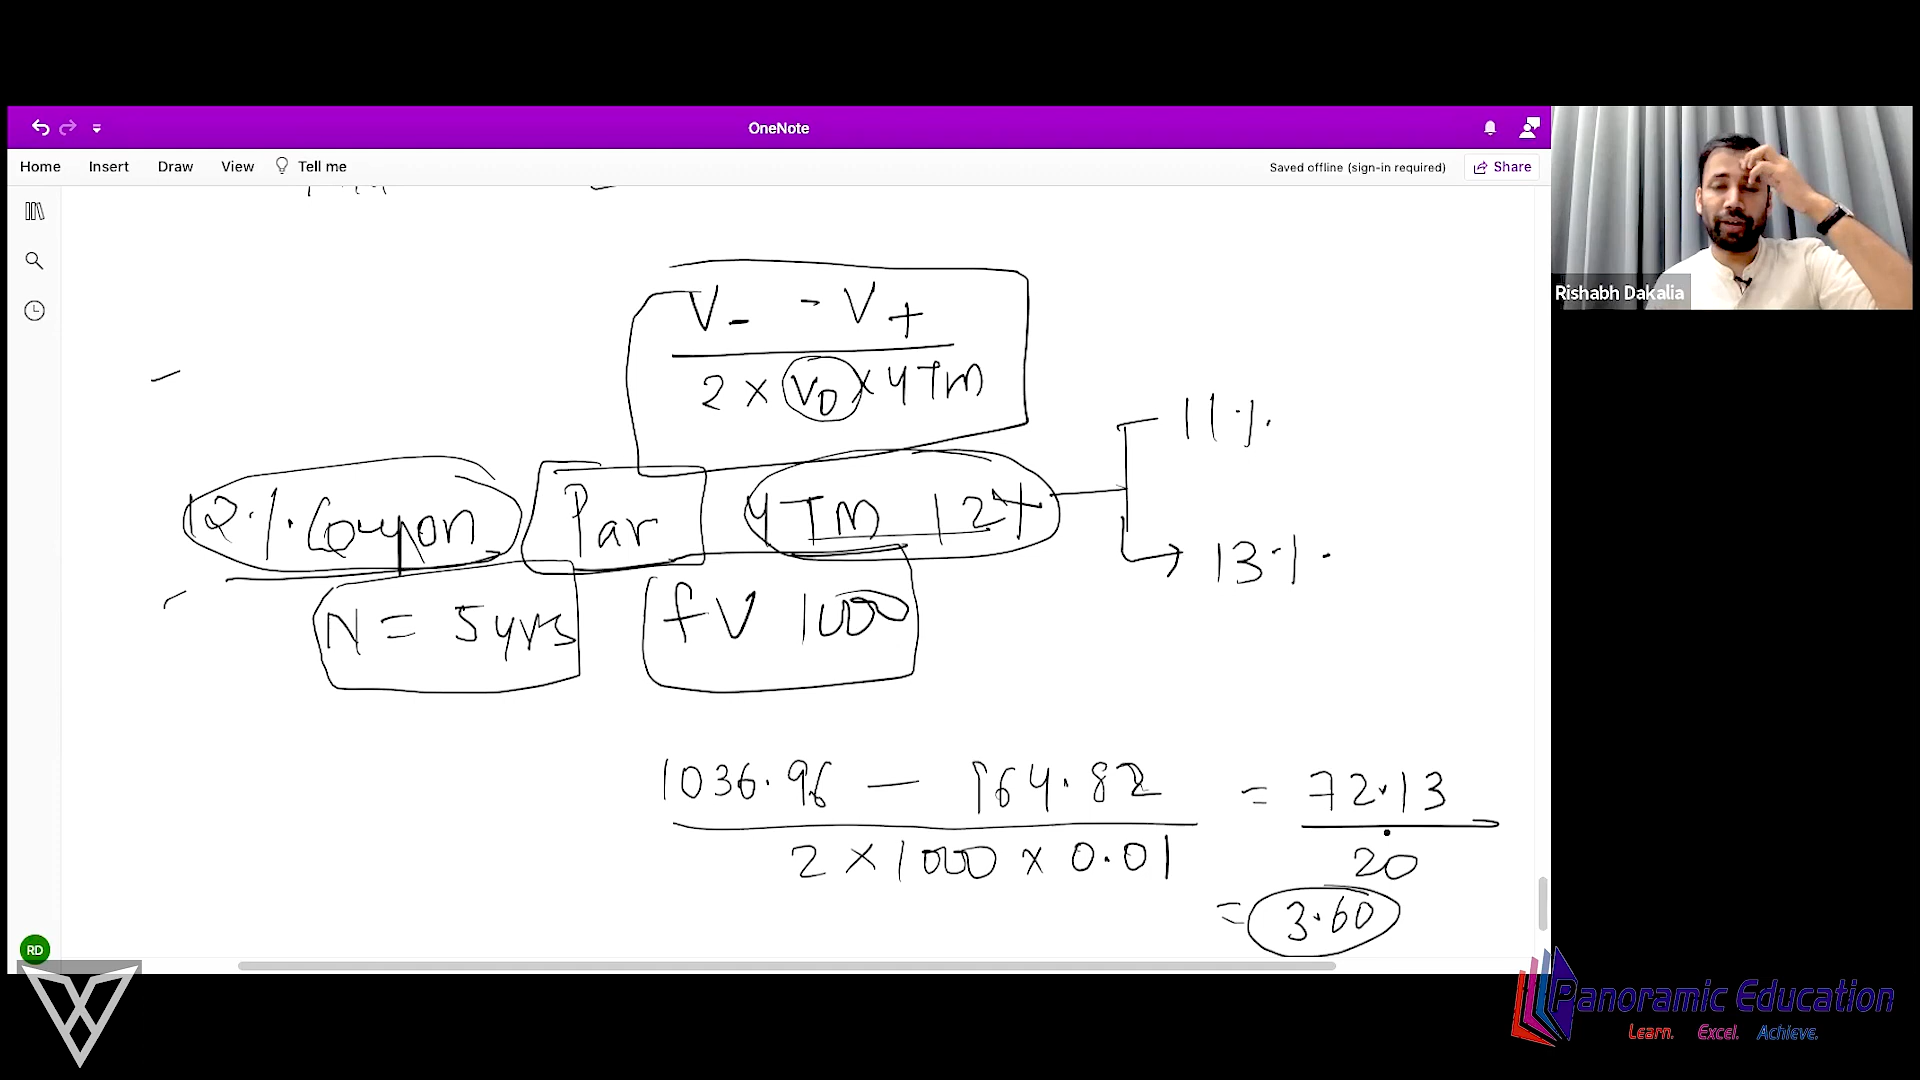 OneNote
Home Insert Draw View Tell me
Saved offline (sign-in required) Share
V- - V+
2 × V0 × YTM
11%.
12%. Coupon Par YTM 12%
13%.
N = 5yrs FV 1000
1036.96 — 964.82 = 72.13
2 × 1000 × 0.01 20
= 3.60
RD
Rishabh Dakalia
Panoramic Education
Learn. Excel. Achieve.